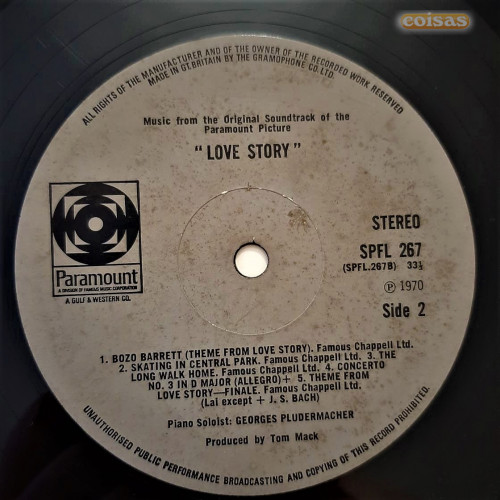 coisas
ALL RIGHTS OF THE MANUFACTURER AND OF THE OWNER OF THE RECORDED WORK RESERVED
MADE IN GT. BRITAIN BY THE GRAMOPHONE CO. LTD.
Music from the Original Soundtrack of the
Paramount Picture
"LOVE STORY"
Paramount
A DIVISION OF FAMOUS MUSIC CORPORATION
A GULF & WESTERN CO.
STEREO
SPFL 267
(SPFL.267B) 33⅓
Ⓟ 1970
Side 2
1. BOZO BARRETT (THEME FROM LOVE STORY). Famous Chappell Ltd.
2. SKATING IN CENTRAL PARK. Famous Chappell Ltd. 3. THE
LONG WALK HOME. Famous Chappell Ltd. 4. CONCERTO
NO. 3 IN D MAJOR (ALLEGRO)+ 5. THEME FROM
LOVE STORY—FINALE. Famous Chappell Ltd.
(Lai except + J. S. BACH)
Piano Soloist: GEORGES PLUDERMACHER
Produced by Tom Mack
UNAUTHORISED PUBLIC PERFORMANCE BROADCASTING AND COPYING OF THIS RECORD PROHIBITED.